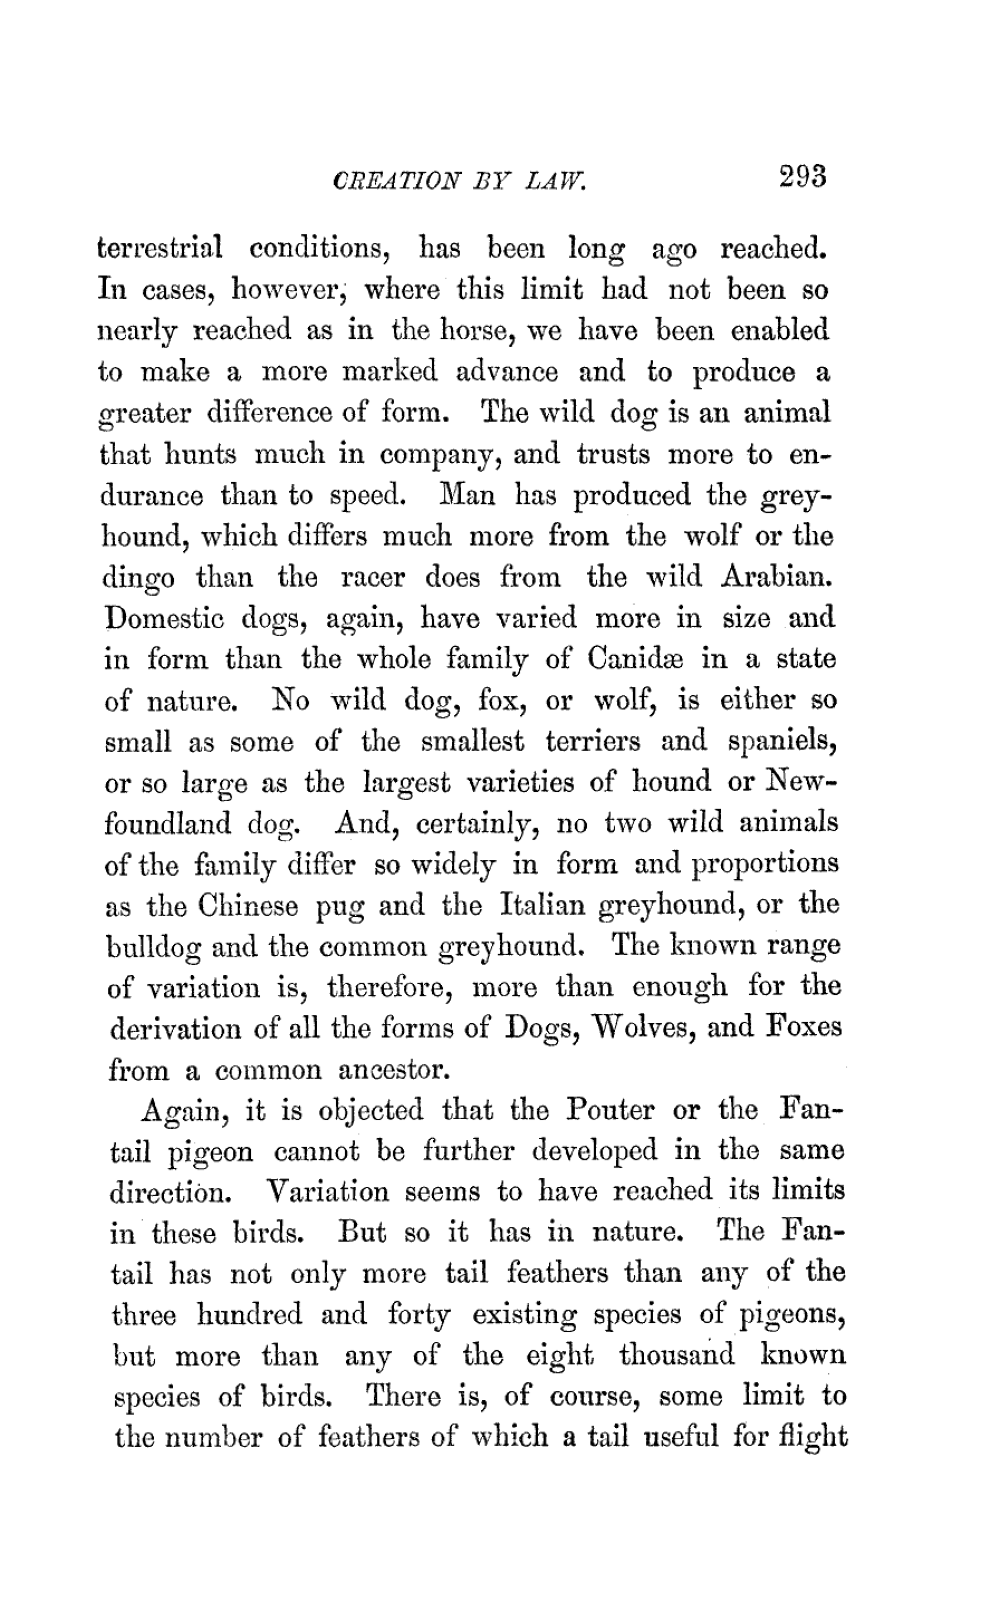 CREATION BY LAW. 293
terrestrial conditions, has been long ago reached.
In cases, however, where this limit had not been so
nearly reached as in the horse, we have been enabled
to make a more marked advance and to produce a
greater difference of form. The wild dog is an animal
that hunts much in company, and trusts more to en-
durance than to speed. Man has produced the grey-
hound, which differs much more from the wolf or the
dingo than the racer does from the wild Arabian.
Domestic dogs, again, have varied more in size and
in form than the whole family of Canidæ in a state
of nature. No wild dog, fox, or wolf, is either so
small as some of the smallest terriers and spaniels,
or so large as the largest varieties of hound or New-
foundland dog. And, certainly, no two wild animals
of the family differ so widely in form and proportions
as the Chinese pug and the Italian greyhound, or the
bulldog and the common greyhound. The known range
of variation is, therefore, more than enough for the
derivation of all the forms of Dogs, Wolves, and Foxes
from a common ancestor.
Again, it is objected that the Pouter or the Fan-
tail pigeon cannot be further developed in the same
direction. Variation seems to have reached its limits
in these birds. But so it has in nature. The Fan-
tail has not only more tail feathers than any of the
three hundred and forty existing species of pigeons,
but more than any of the eight thousand known
species of birds. There is, of course, some limit to
the number of feathers of which a tail useful for flight